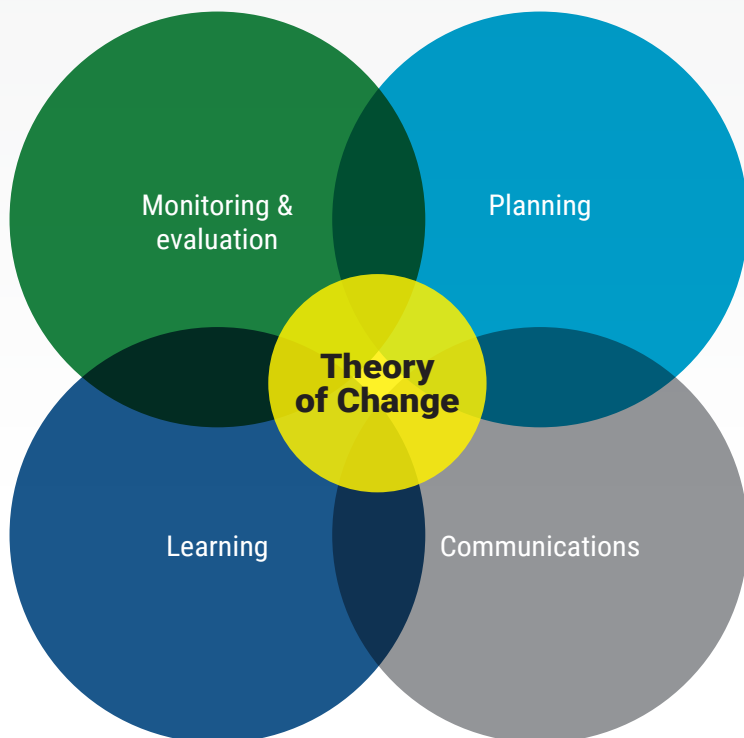 Monitoring &
evaluation
Planning
Theory
of Change
Learning
Communications